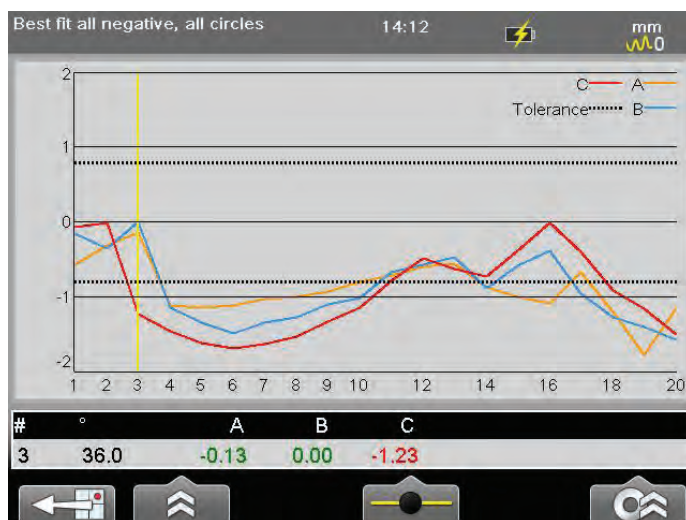 Best fit all negative, all circles 14:12 mm
0
2 C A
Tolerance B
1
0
-1
-2
1 2 3 4 5 6 7 8 9 10 12 14 16 18 20
# ° A B C
3 36.0 -0.13 0.00 -1.23